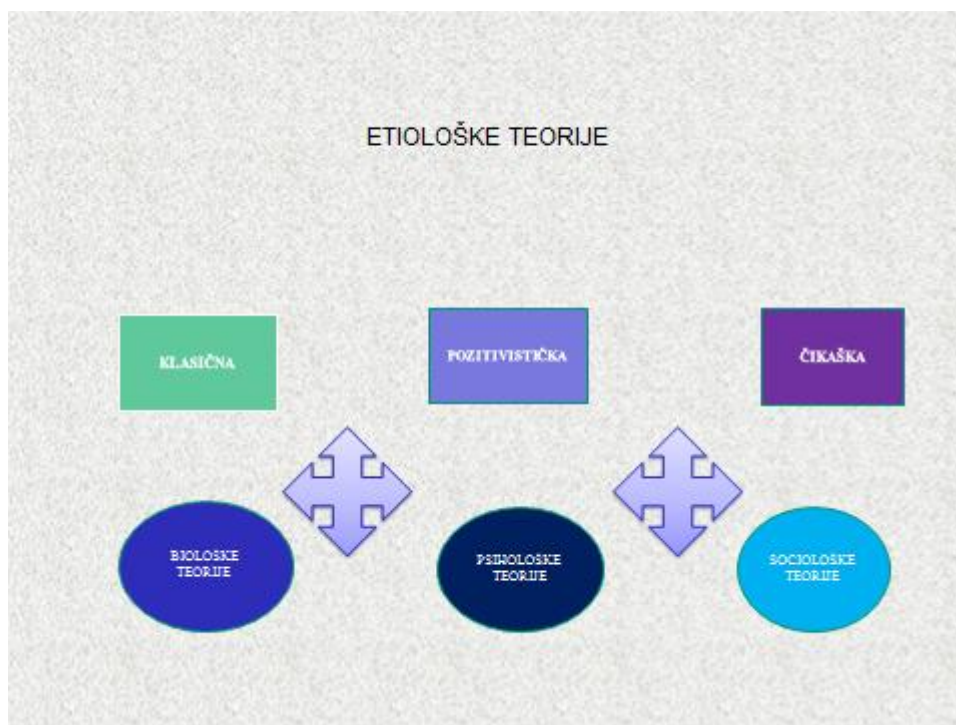 ETIOLOŠKE TEORIJE
KLASIČNA
POZITIVISTIČKA
ČIKAŠKA
BIOLOŠKE
TEORIJE
PSIHOLOŠKE
TEORIJE
SOCIOLOŠKE
TEORIJE